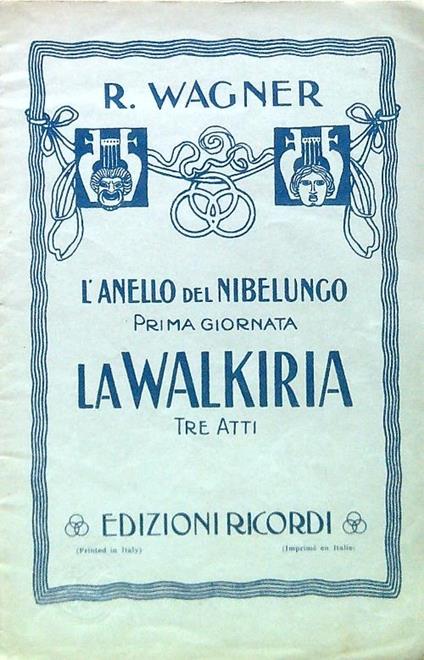 R. WAGNER
L'ANELLO DEL NIBELUNGO
PRIMA GIORNATA
LA WALKIRIA
TRE ATTI
EDIZIONI RICORDI
(Printed in Italy) (Imprimé en Italie)